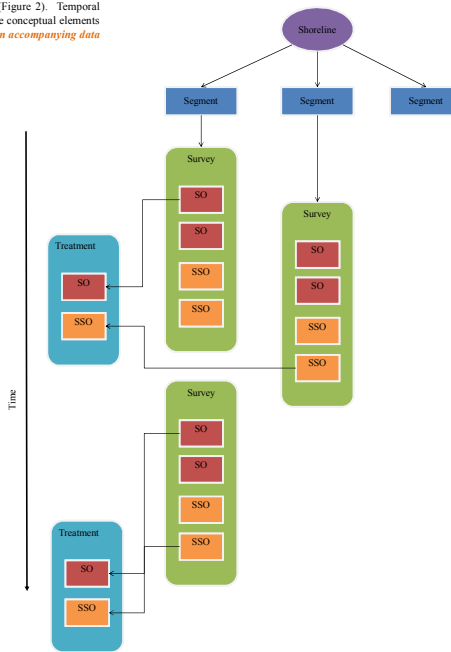 (Figure 2). Temporal
e conceptual elements
n accompanying data
Shoreline
Segment
Segment
Segment
Survey
SO
SO
SSO
SSO
Survey
SO
SO
SSO
SSO
Treatment
SO
SSO
Time
Survey
SO
SO
SSO
SSO
Treatment
SO
SSO